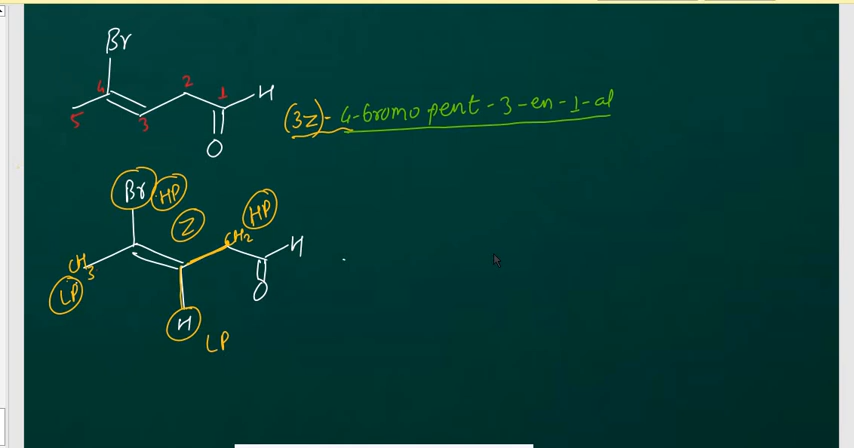 Br
4
2
1
H
5
3
O
(3Z)- 4-bromo pent-3-en-1-al
Br HP
HP
Z
CH3
CH2
H
LP
O
H
LP